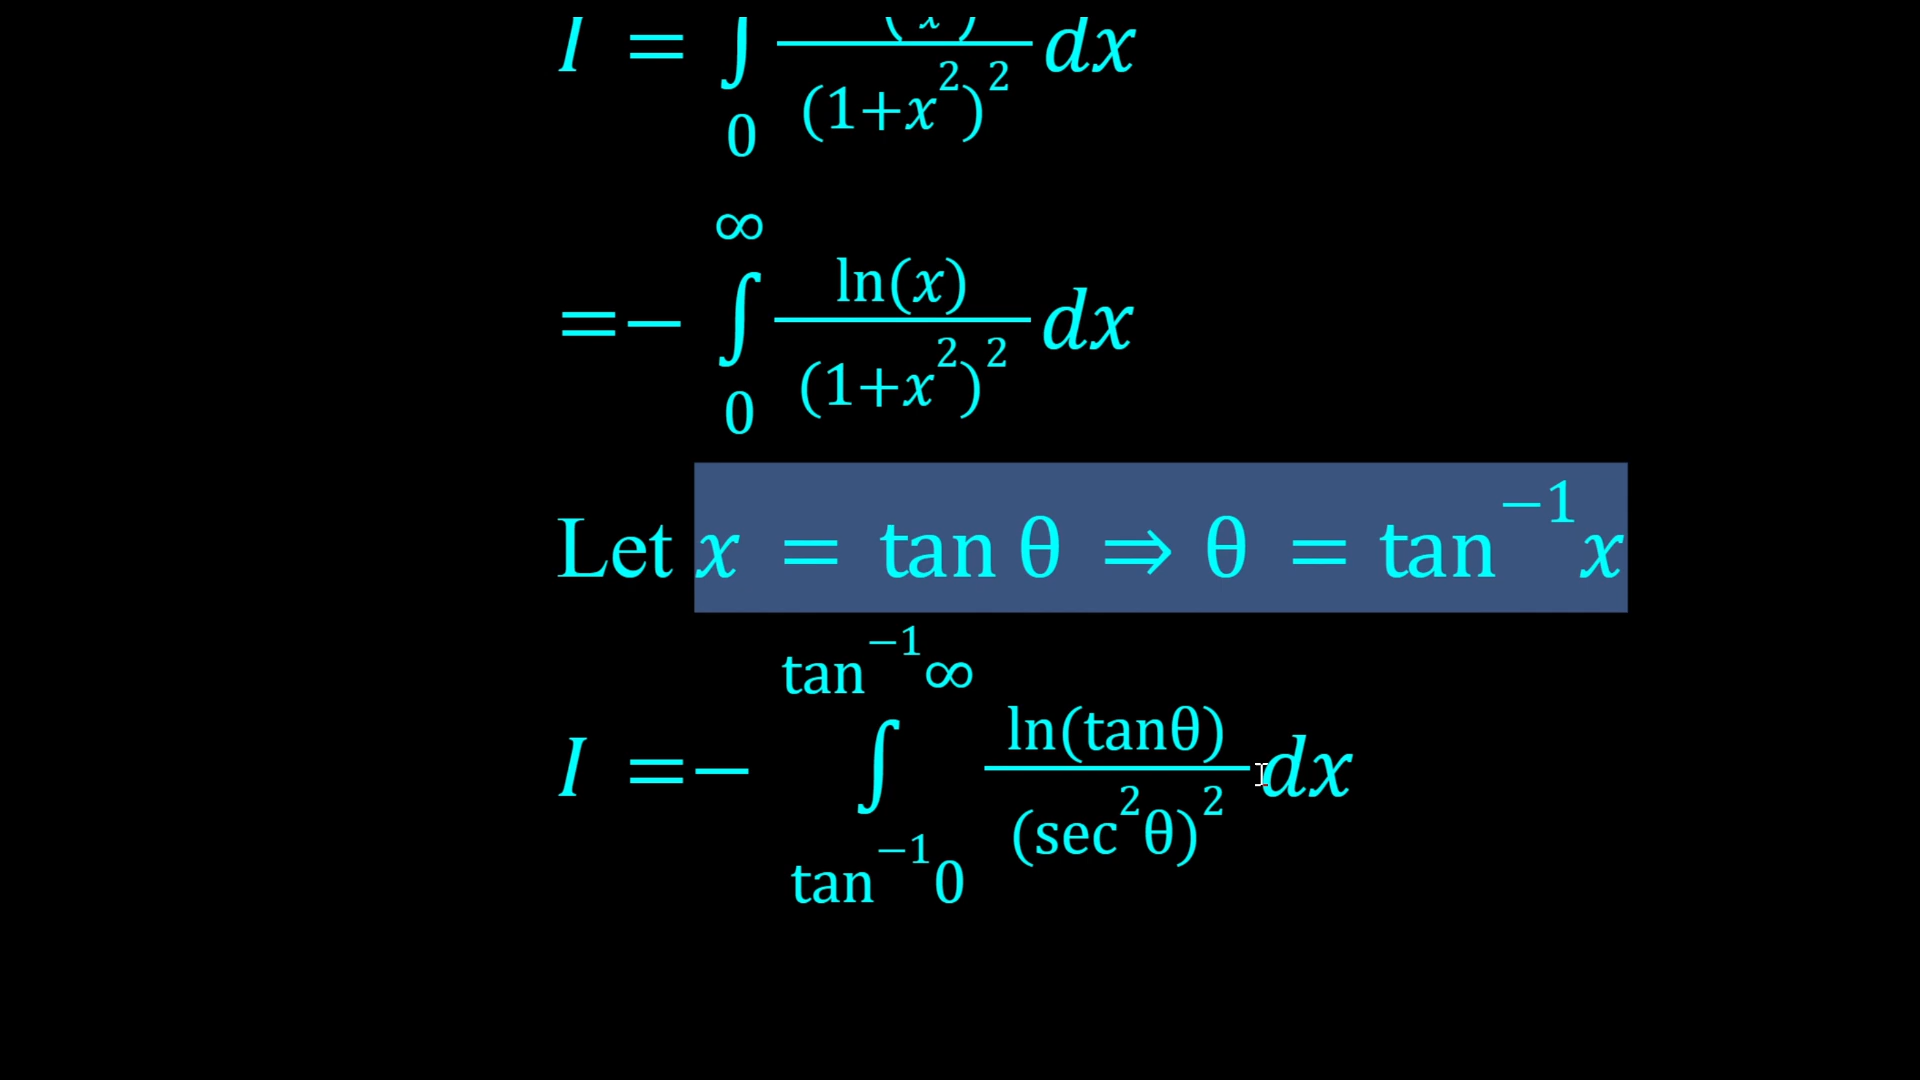 I = ∫₀ / (1+x²)² dx
=− ∫₀^∞ ln(x) / (1+x²)² dx
Let x = tan θ ⇒ θ = tan⁻¹x
I =− ∫_{tan⁻¹0}^{tan⁻¹∞} ln(tanθ) / (sec²θ)² dx